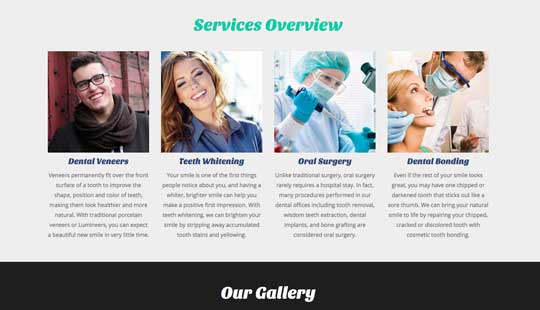 Services Overview
Dental Veneers
Veneers permanently fit over the front
surface of a tooth to improve the
shape, position and color of teeth,
making them look healthier and more
natural. With traditional porcelain
veneers or Lumineers, you can expect
a beautiful new smile in very little time.
Teeth Whitening
Your smile is one of the first things
people notice about you, and having a
whiter, brighter smile can help you
make a positive first impression. With
teeth whitening, we can brighten your
smile by stripping away accumulated
tooth stains and yellowing.
Oral Surgery
Unlike traditional surgery, oral surgery
rarely requires a hospital stay. In fact,
many procedures performed in our
dental offices including tooth removal,
wisdom teeth extraction, dental
implants, and bone grafting are
considered oral surgery.
Dental Bonding
Even if the rest of your smile looks
great, you may have one chipped or
darkened tooth that sticks out like a
sore thumb. We can bring your natural
smile to life by repairing your chipped,
cracked or discolored tooth with
cosmetic tooth bonding.
Our Gallery